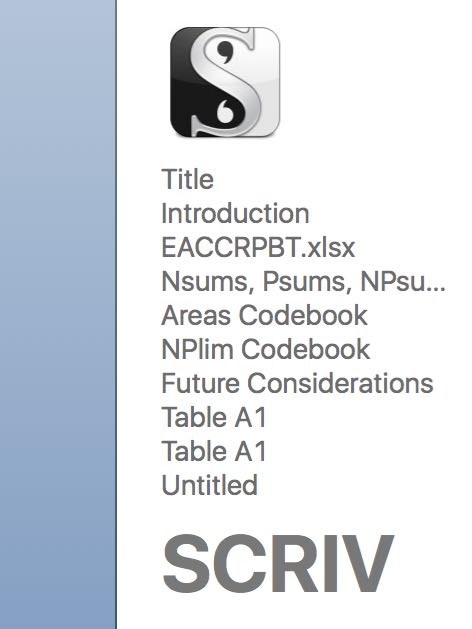 Title
Introduction
EACCRPBT.xlsx
Nsums, Psums, NPsu...
Areas Codebook
NPlim Codebook
Future Considerations
Table A1
Table A1
Untitled
SCRIV